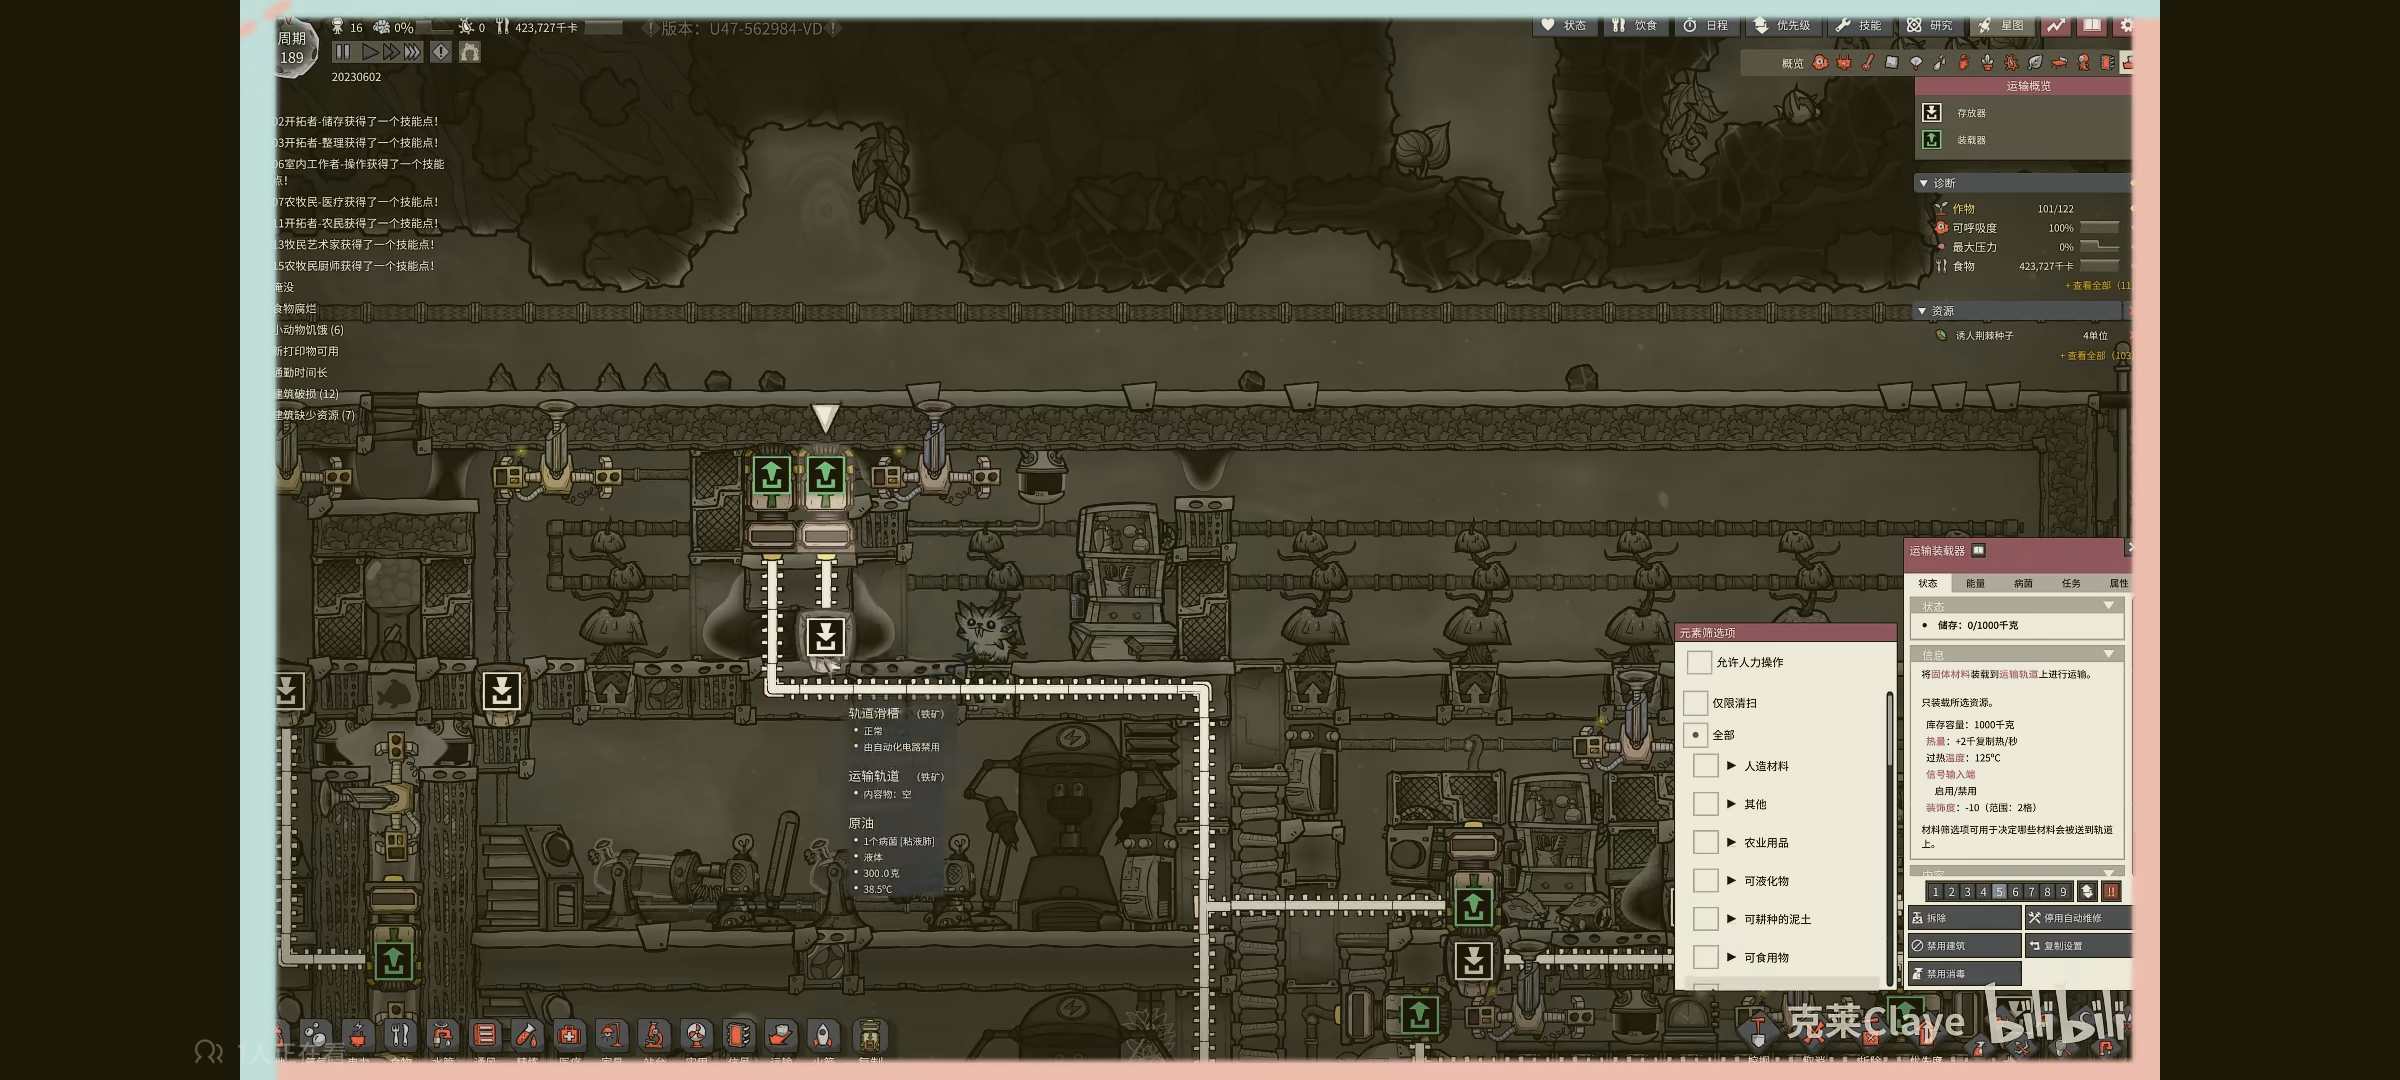 周期
189
16
0%
0
423,727千卡
版本：U47-562984-VD
20230602
状态
饮食
日程
优先级
技能
研究
星图
概览
运输概览
存放器
装载器
02开拓者-储存获得了一个技能点！
03开拓者-整理获得了一个技能点！
06室内工作者-操作获得了一个技能
点！
07农牧民-医疗获得了一个技能点！
11开拓者-农民获得了一个技能点！
13牧民艺术家获得了一个技能点！
15农牧民厨师获得了一个技能点！
淹没
食物腐烂
小动物饥饿 (6)
新打印物可用
通勤时间长
建筑破损 (12)
建筑缺少资源 (7)
诊断
作物 101/122
可呼吸度 100%
最大压力 0%
食物 423,727千卡
+ 查看全部（11
资源
诱人荆棘种子 4单位
+ 查看全部（103
轨道滑槽 （铁矿）
正常
由自动化电路禁用
运输轨道 （铁矿）
内容物：空
原油
1个病菌 [粘液肺]
液体
300.0克
38.5℃
元素筛选项
允许人力操作
仅限清扫
全部
人造材料
其他
农业用品
可液化物
可耕种的泥土
可食用物
运输装载器
状态 能量 病菌 任务 属性
状态
储存：0/1000千克
信息
将固体材料装载到运输轨道上进行运输。
只装载所选资源。
库存容量：1000千克
热量：+2千复制热/秒
过热温度：125℃
信号输入端
启用/禁用
装饰度：-10（范围：2格）
材料筛选项可用于决定哪些材料会被送到轨道
上。
1 2 3 4 5 6 7 8 9
拆除
停用自动维修
禁用建筑
复制设置
禁用消毒
克莱Claye
bilibili
1人正在看